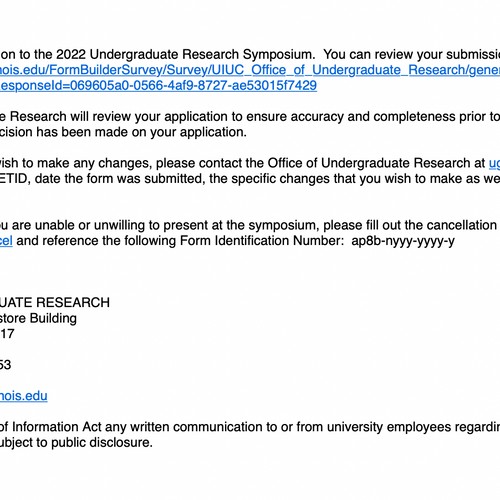 on to the 2022 Undergraduate Research Symposium. You can review your submissi
nois.edu/FormBuilderSurvey/Survey/UIUC_Office_of_Undergraduate_Research/gene
esponseId=069605a0-0566-4af9-8727-ae53015f7429
e Research will review your application to ensure accuracy and completeness prior to
cision has been made on your application.
vish to make any changes, please contact the Office of Undergraduate Research at ug
ETID, date the form was submitted, the specific changes that you wish to make as we
u are unable or unwilling to present at the symposium, please fill out the cancellation
cel and reference the following Form Identification Number: ap8b-nyyy-yyyy-y
UATE RESEARCH
store Building
17
53
nois.edu
of Information Act any written communication to or from university employees regardin
ubject to public disclosure.